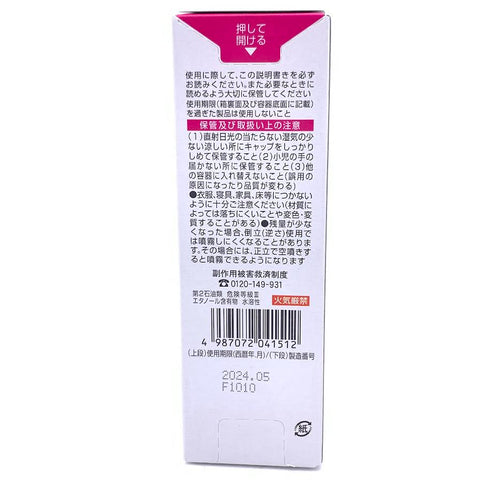 押して
開ける
使用に際して、この説明書きを必ず
お読みください。また必要なときに
読めるよう大切に保管してください
使用期限(箱裏面及び容器底面に記載)
を過ぎた製品は使用しないこと
保管及び取扱い上の注意
(1)直射日光の当たらない湿気の少
ない涼しい所にキャップをしっかり
しめて保管すること(2)小児の手の
届かない所に保管すること(3)他
の容器に入れ替えないこと(誤用の
原因になったり品質が変わる)
●衣服、寝具、家具、床等につかない
ように十分ご注意ください(材質に
よっては落ちにくいことや変色・変
質することがある)●残量が少な
くなった場合、倒立(逆さ)使用で
は噴霧しにくくなることがありま
す。その場合には、正立で空噴きす
ると噴霧できるようになります
副作用被害救済制度
☎0120-149-931
第2石油類 危険等級Ⅲ
エタノール含有物 水溶性
火気厳禁
4 987072 041512
(上段)使用期限(西暦年.月)/(下段)製造番号
2024.05
F1010
紙